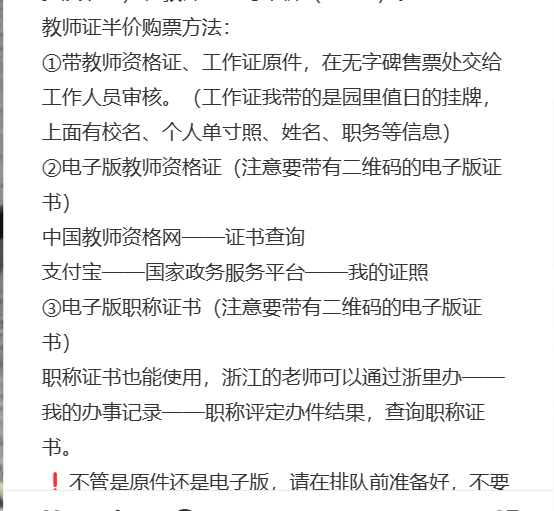 教师证半价购票方法：
①带教师资格证、工作证原件，在无字碑售票处交给
工作人员审核。（工作证我带的是园里值日的挂牌，
上面有校名、个人单寸照、姓名、职务等信息）
②电子版教师资格证（注意要带有二维码的电子版证
书）
中国教师资格网——证书查询
支付宝——国家政务服务平台——我的证照
③电子版职称证书（注意要带有二维码的电子版证
书）
职称证书也能使用，浙江的老师可以通过浙里办——
我的办事记录——职称评定办件结果，查询职称证
书。
❗不管是原件还是电子版，请在排队前准备好，不要